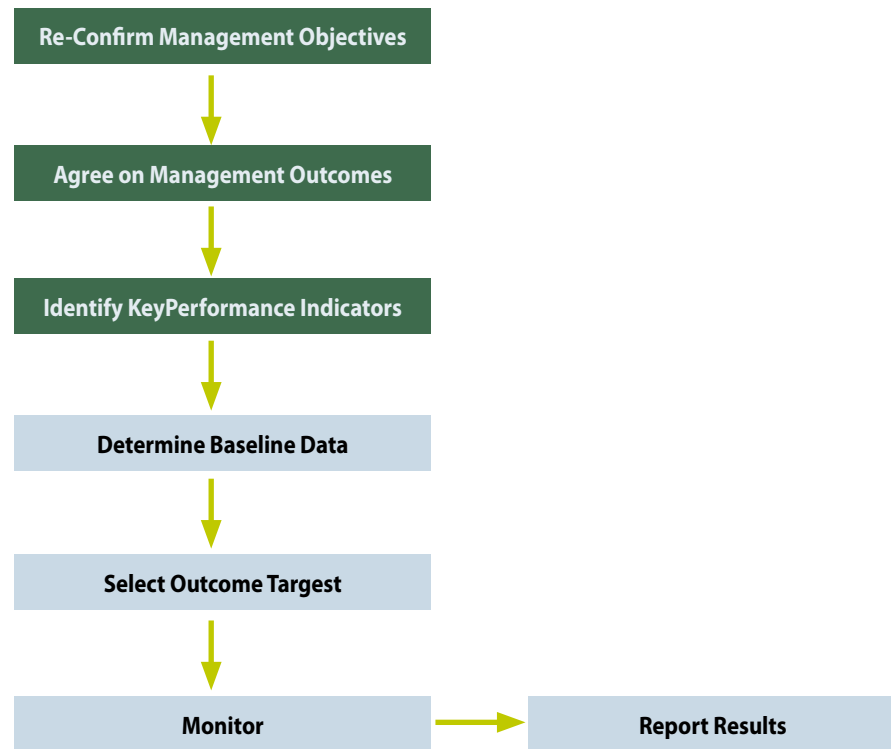 Re-Confirm Management Objectives
Agree on Management Outcomes
Identify KeyPerformance Indicators
Determine Baseline Data
Select Outcome Targest
Monitor
Report Results